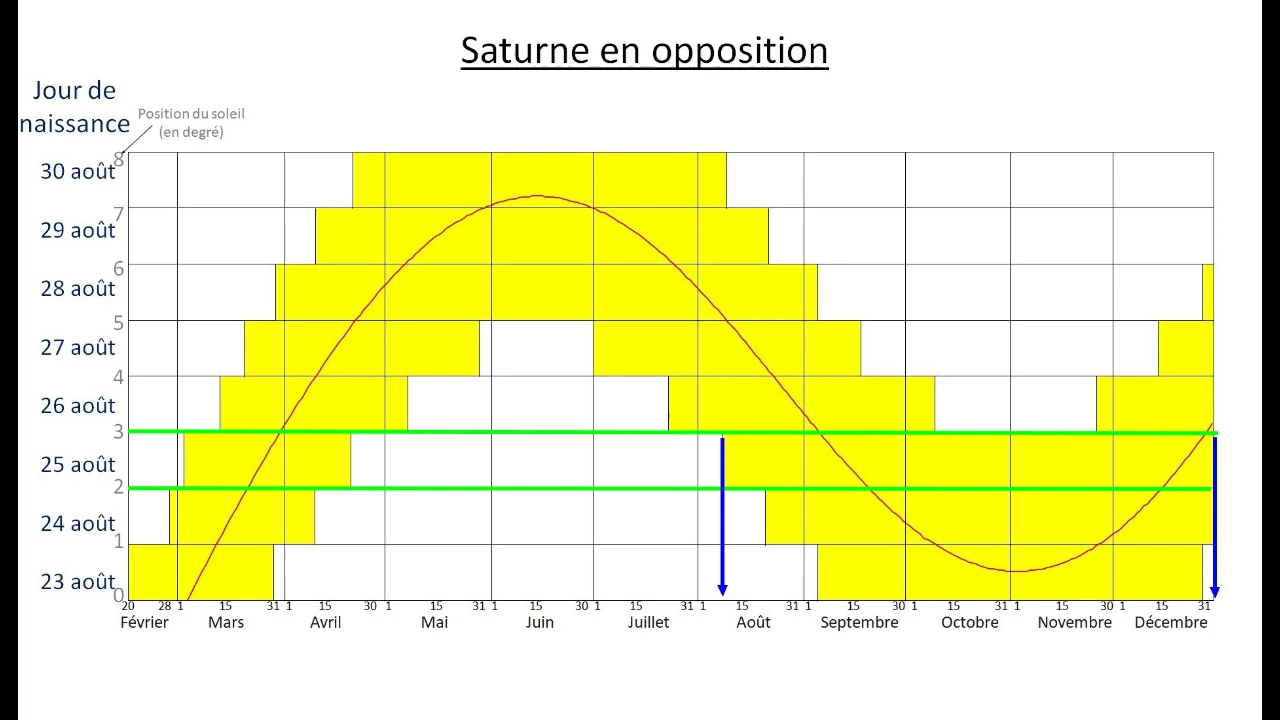 Saturne en opposition
Jour de
naissance
Position du soleil
(en degré)
8
30 août
7
29 août
6
28 août
5
27 août
4
26 août
3
25 août
2
24 août
1
23 août
0
20 28 1 15 31 1 15 30 1 15 31 1 15 30 1 15 31 1 15 31 1 15 30 1 15 31 1 15 30 1 15 31
Février Mars Avril Mai Juin Juillet Août Septembre Octobre Novembre Décembre